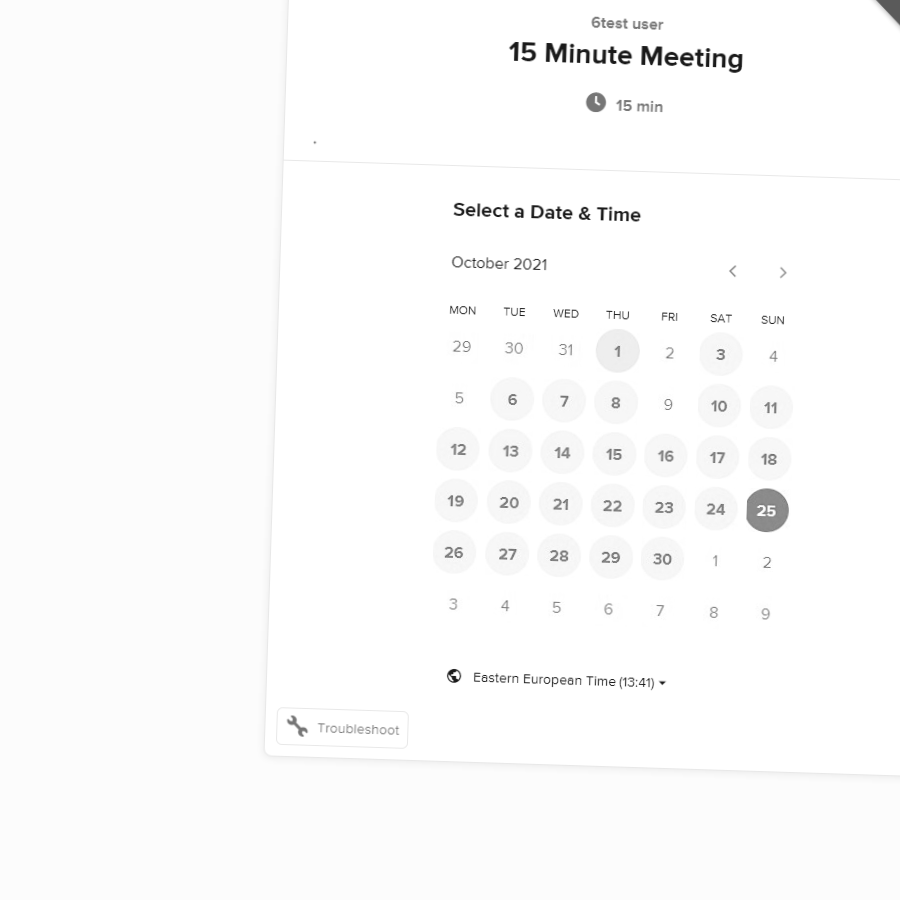 6test user
15 Minute Meeting
15 min
Select a Date & Time
October 2021
MON TUE WED THU FRI SAT SUN
29 30 31 1 2 3 4
5 6 7 8 9 10 11
12 13 14 15 16 17 18
19 20 21 22 23 24 25
26 27 28 29 30 1 2
3 4 5 6 7 8 9
Eastern European Time (13:41)
Troubleshoot